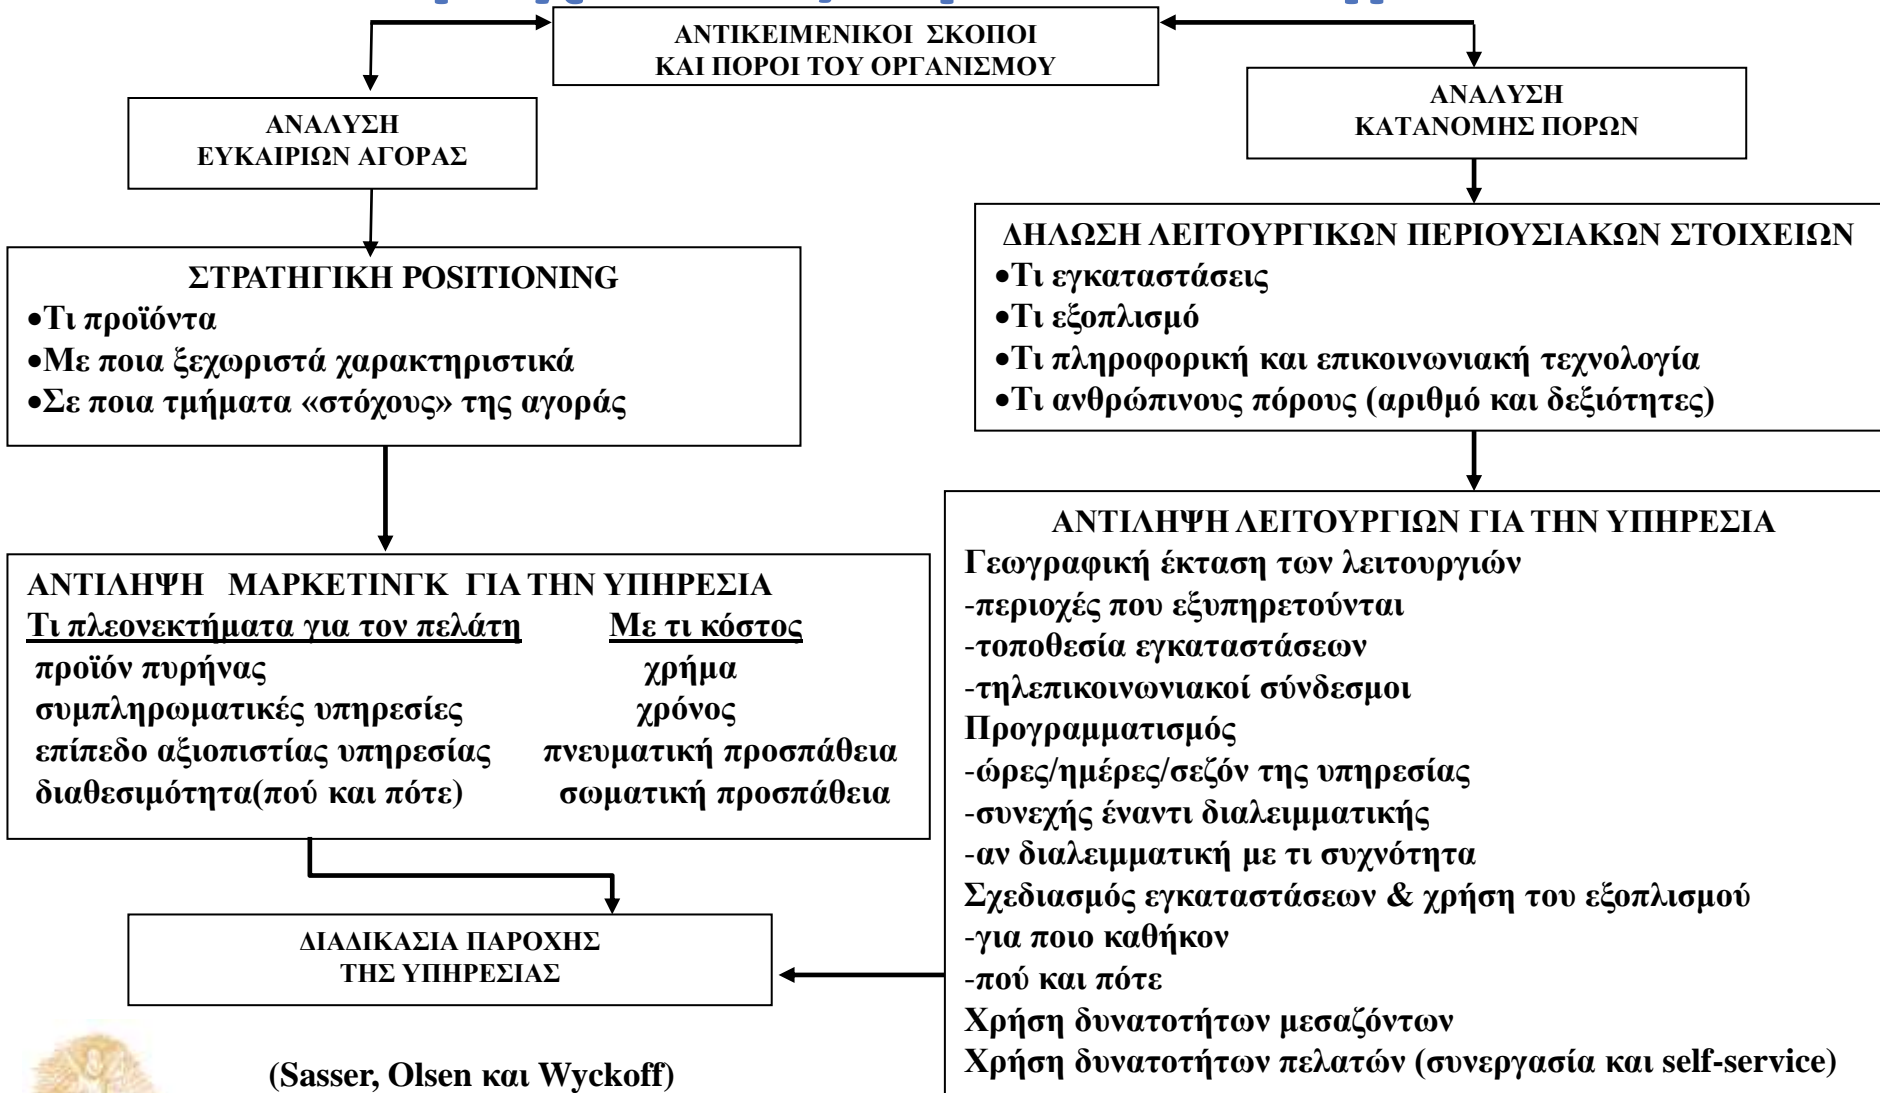 ΑΝΤΙΚΕΙΜΕΝΙΚΟΙ ΣΚΟΠΟΙ
ΚΑΙ ΠΟΡΟΙ ΤΟΥ ΟΡΓΑΝΙΣΜΟΥ
ΑΝΑΛΥΣΗ
ΕΥΚΑΙΡΙΩΝ ΑΓΟΡΑΣ
ΣΤΡΑΤΗΓΙΚΗ POSITIONING
•Τι προϊόντα
•Με ποια ξεχωριστά χαρακτηριστικά
•Σε ποια τμήματα «στόχους» της αγοράς
ΑΝΤΙΛΗΨΗ ΜΑΡΚΕΤΙΝΓΚ ΓΙΑ ΤΗΝ ΥΠΗΡΕΣΙΑ
Τι πλεονεκτήματα για τον πελάτη Με τι κόστος
προϊόν πυρήνας χρήμα
συμπληρωματικές υπηρεσίες χρόνος
επίπεδο αξιοπιστίας υπηρεσίας πνευματική προσπάθεια
διαθεσιμότητα(πού και πότε) σωματική προσπάθεια
ΑΝΑΛΥΣΗ
ΚΑΤΑΝΟΜΗΣ ΠΟΡΩΝ
ΔΗΛΩΣΗ ΛΕΙΤΟΥΡΓΙΚΩΝ ΠΕΡΙΟΥΣΙΑΚΩΝ ΣΤΟΙΧΕΙΩΝ
•Τι εγκαταστάσεις
•Τι εξοπλισμό
•Τι πληροφορική και επικοινωνιακή τεχνολογία
•Τι ανθρώπινους πόρους (αριθμό και δεξιότητες)
ΑΝΤΙΛΗΨΗ ΛΕΙΤΟΥΡΓΙΩΝ ΓΙΑ ΤΗΝ ΥΠΗΡΕΣΙΑ
Γεωγραφική έκταση των λειτουργιών
-περιοχές που εξυπηρετούνται
-τοποθεσία εγκαταστάσεων
-τηλεπικοινωνιακοί σύνδεσμοι
Προγραμματισμός
-ώρες/ημέρες/σεζόν της υπηρεσίας
-συνεχής έναντι διαλειμματικής
-αν διαλειμματική με τι συχνότητα
Σχεδιασμός εγκαταστάσεων & χρήση του εξοπλισμού
-για ποιο καθήκον
-πού και πότε
Χρήση δυνατοτήτων μεσαζόντων
Χρήση δυνατοτήτων πελατών (συνεργασία και self-service)
ΔΙΑΔΙΚΑΣΙΑ ΠΑΡΟΧΗΣ
ΤΗΣ ΥΠΗΡΕΣΙΑΣ
(Sasser, Olsen και Wyckoff)